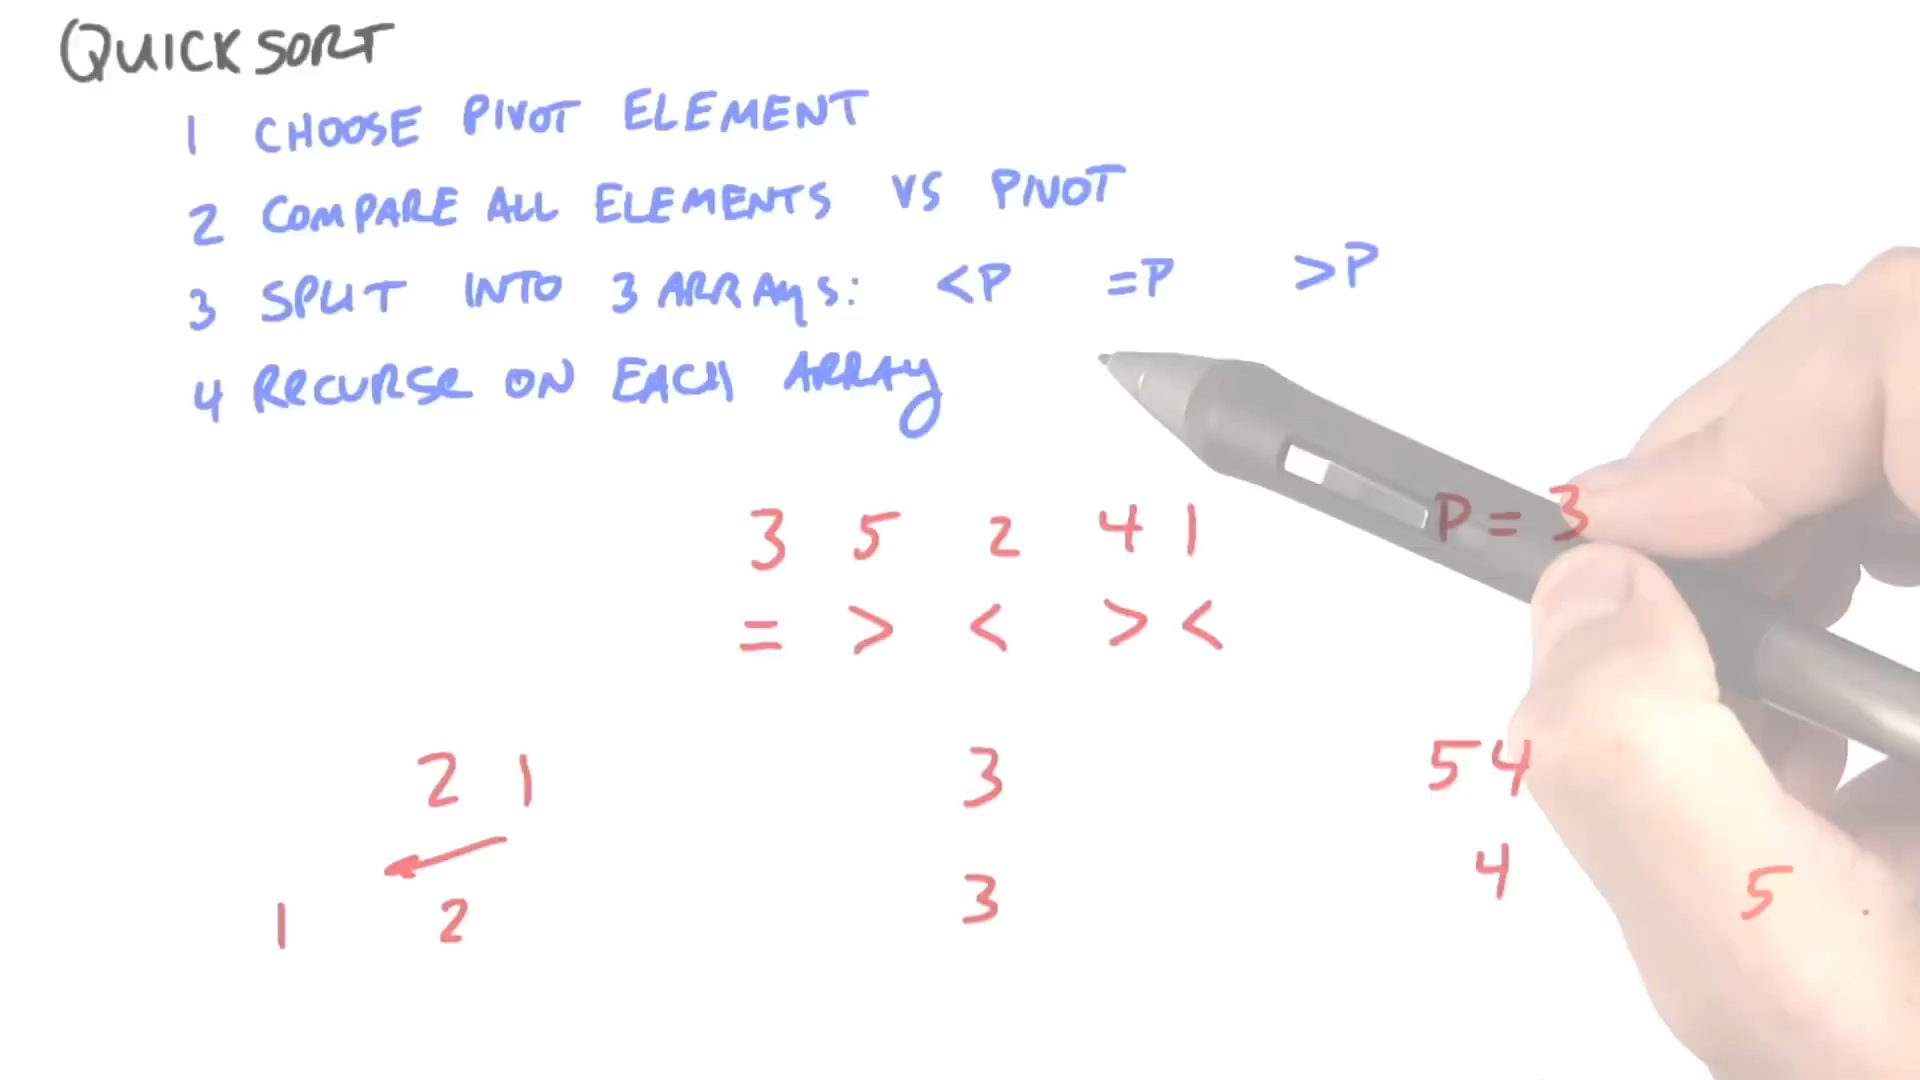 QUICKSORT
1 CHOOSE PIVOT ELEMENT
2 COMPARE ALL ELEMENTS VS PIVOT
3 SPLIT INTO 3 ARRAYS: <P =P >P
4 RECURSE ON EACH ARRAY
3 5 2 4 1 P = 3
= > < > <
2 1 3 5 4
1 2 3 4 5